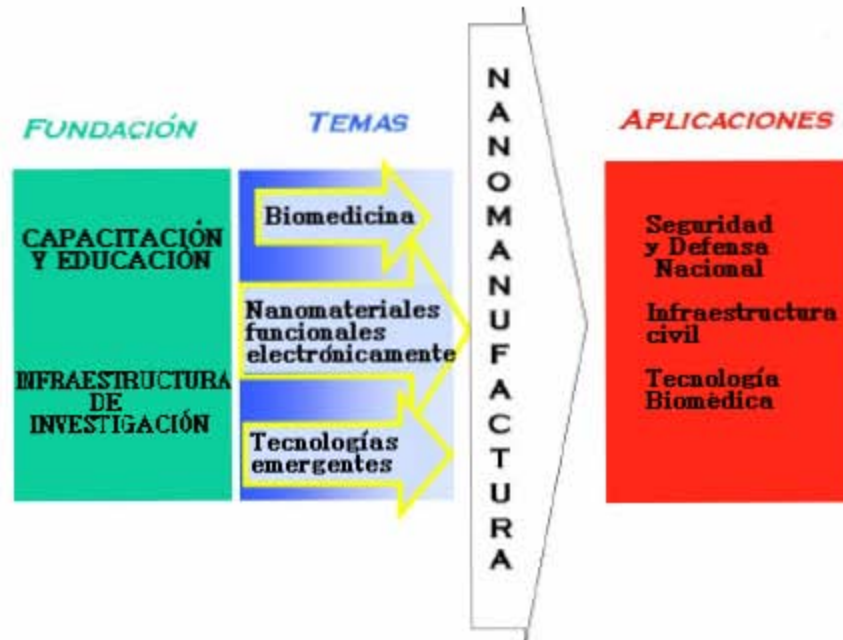 FUNDACIÓN
CAPACITACIÓN
Y EDUCACIÓN
INFRAESTRUCTURA
DE
INVESTIGACIÓN
TEMAS
Biomedicina
Nanomateriales
funcionales
electrónicamente
Tecnologías
emergentes
NANOMANUFACTURA
APLICACIONES
Seguridad
y Defensa
Nacional
Infraestructura
civil
Tecnología
Biomèdica